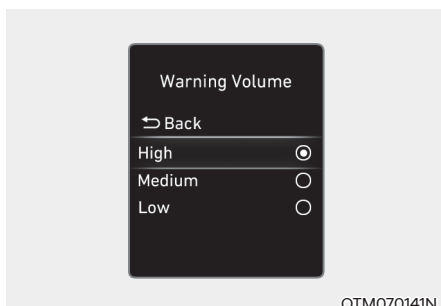 Warning Volume
Back
High
Medium
Low
OTM070141N